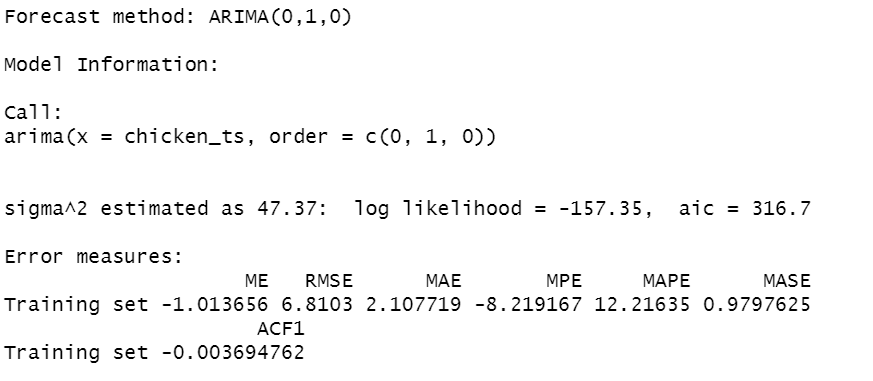 Forecast method: ARIMA(0,1,0)
Model Information:
Call:
arima(x = chicken_ts, order = c(0, 1, 0))
sigma^2 estimated as 47.37:  log likelihood = -157.35,  aic = 316.7
Error measures:
                    ME   RMSE      MAE       MPE     MAPE      MASE
Training set -1.013656 6.8103 2.107719 -8.219167 12.21635 0.9797625
                     ACF1
Training set -0.003694762